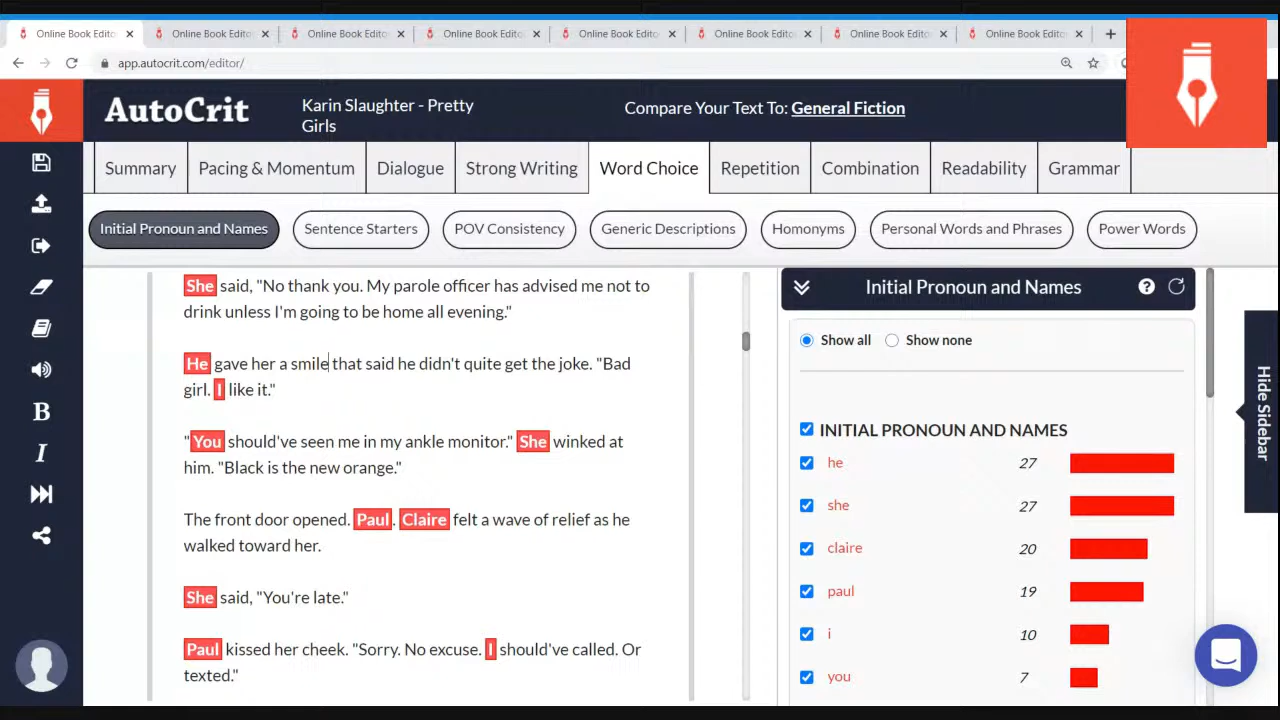 Online Book Edito
Online Book Edito
Online Book Edito
Online Book Edito
Online Book Edito
Online Book Edito
Online Book Edito
Online Book Edito
app.autocrit.com/editor/
AutoCrit
Karin Slaughter - Pretty
Girls
Compare Your Text To: General Fiction
Summary
Pacing & Momentum
Dialogue
Strong Writing
Word Choice
Repetition
Combination
Readability
Grammar
Initial Pronoun and Names
Sentence Starters
POV Consistency
Generic Descriptions
Homonyms
Personal Words and Phrases
Power Words
She said, "No thank you. My parole officer has advised me not to
drink unless I'm going to be home all evening."
He gave her a smile that said he didn't quite get the joke. "Bad
girl. I like it."
"You should've seen me in my ankle monitor." She winked at
him. "Black is the new orange."
The front door opened. Paul. Claire felt a wave of relief as he
walked toward her.
She said, "You're late."
Paul kissed her cheek. "Sorry. No excuse. I should've called. Or
texted."
Initial Pronoun and Names
Show all
Show none
INITIAL PRONOUN AND NAMES
he 27
she 27
claire 20
paul 19
i 10
you 7
Hide Sidebar
B
I